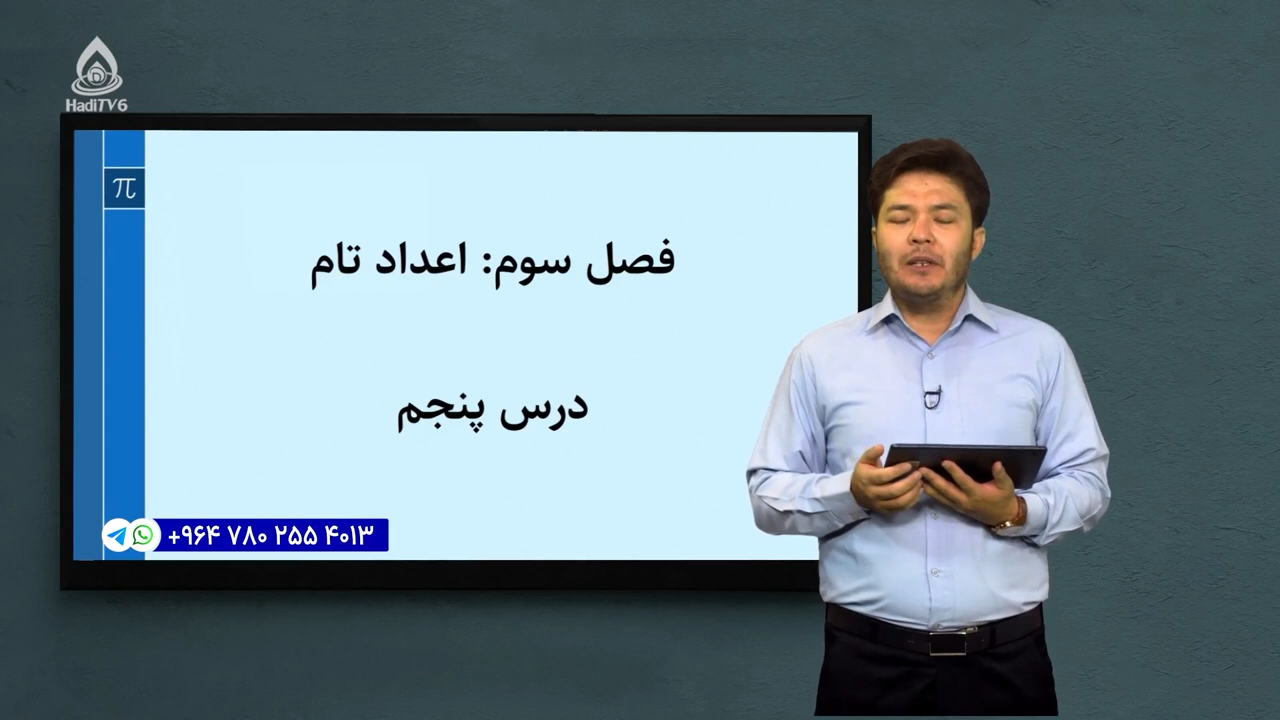 HadiTV6
π
فصل سوم: اعداد تام
درس پنجم
+۹۶۴ ۷۸۰ ۲۵۵ ۴۰۱۳